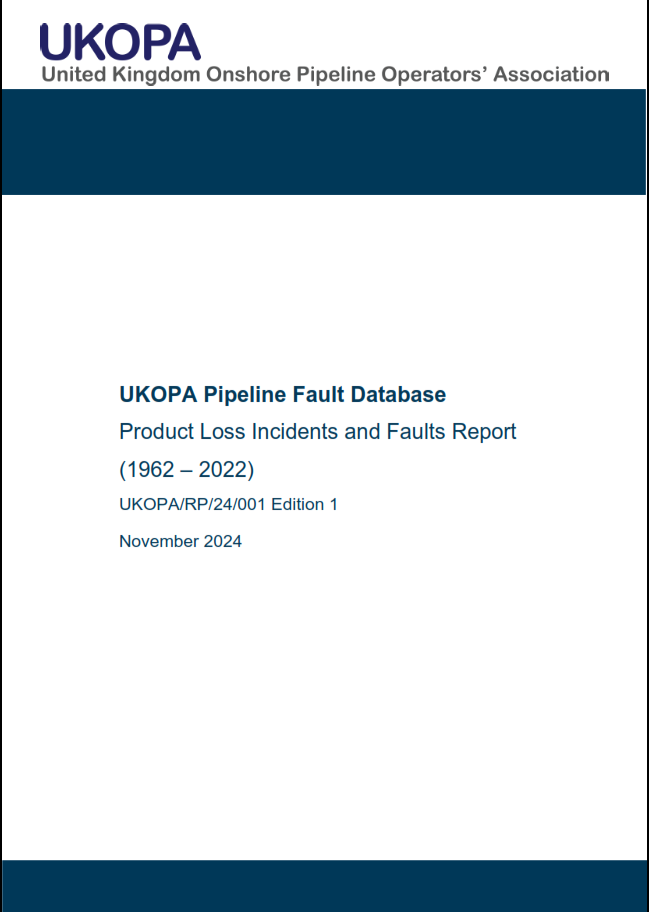 UKOPA
United Kingdom Onshore Pipeline Operators’ Association
UKOPA Pipeline Fault Database
Product Loss Incidents and Faults Report
(1962 – 2022)
UKOPA/RP/24/001 Edition 1
November 2024